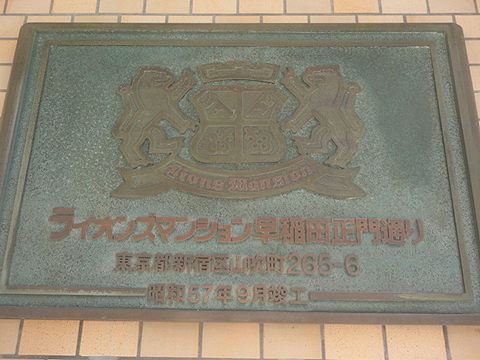 Lions Mansion
ライオンズマンション早稲田正門通り
東京都新宿区山吹町265-6
昭和57年9月竣工